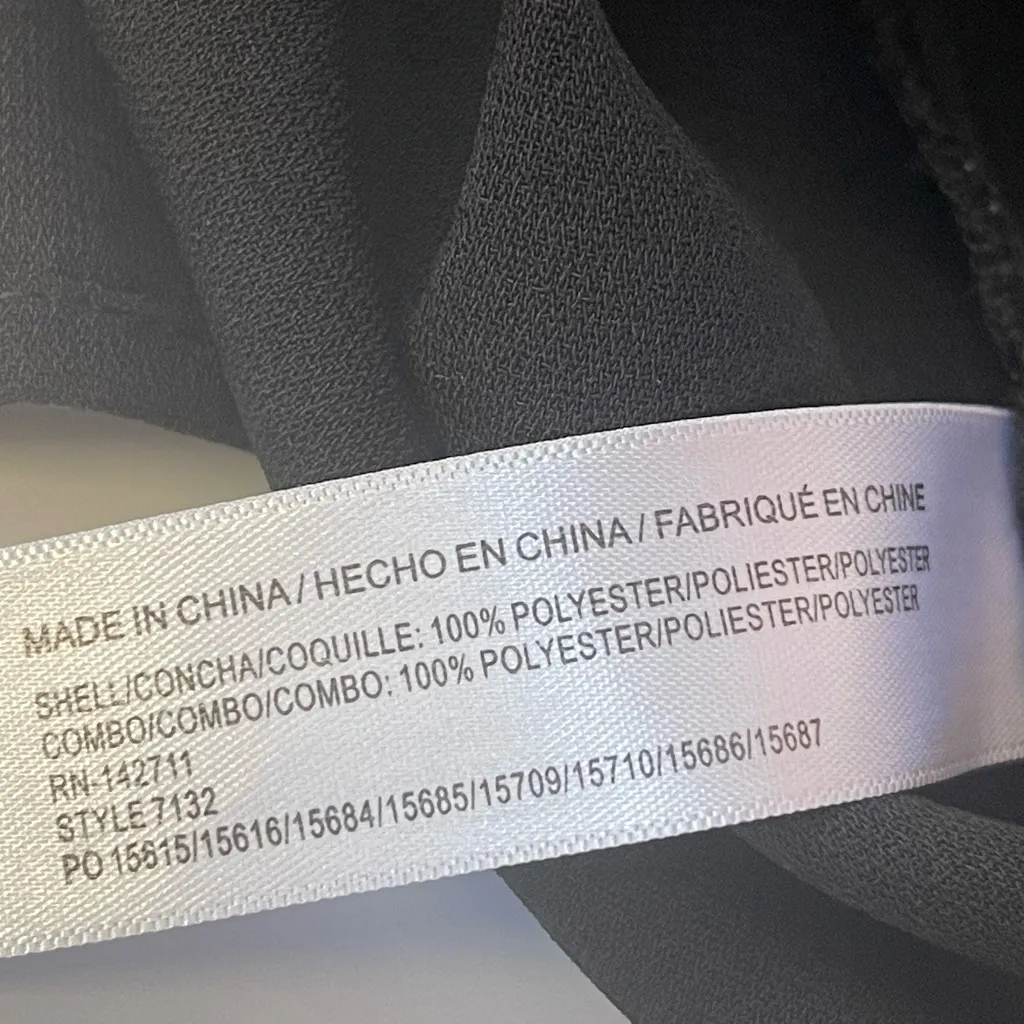 MADE IN CHINA / HECHO EN CHINA / FABRIQUÉ EN CHINE
SHELL/CONCHA/COQUILLE: 100% POLYESTER/POLIESTER/POLYESTER
COMBO/COMBO/COMBO: 100% POLYESTER/POLIESTER/POLYESTER
RN-142711
STYLE 7132
PO 15615/15616/15684/15685/15709/15710/15686/15687